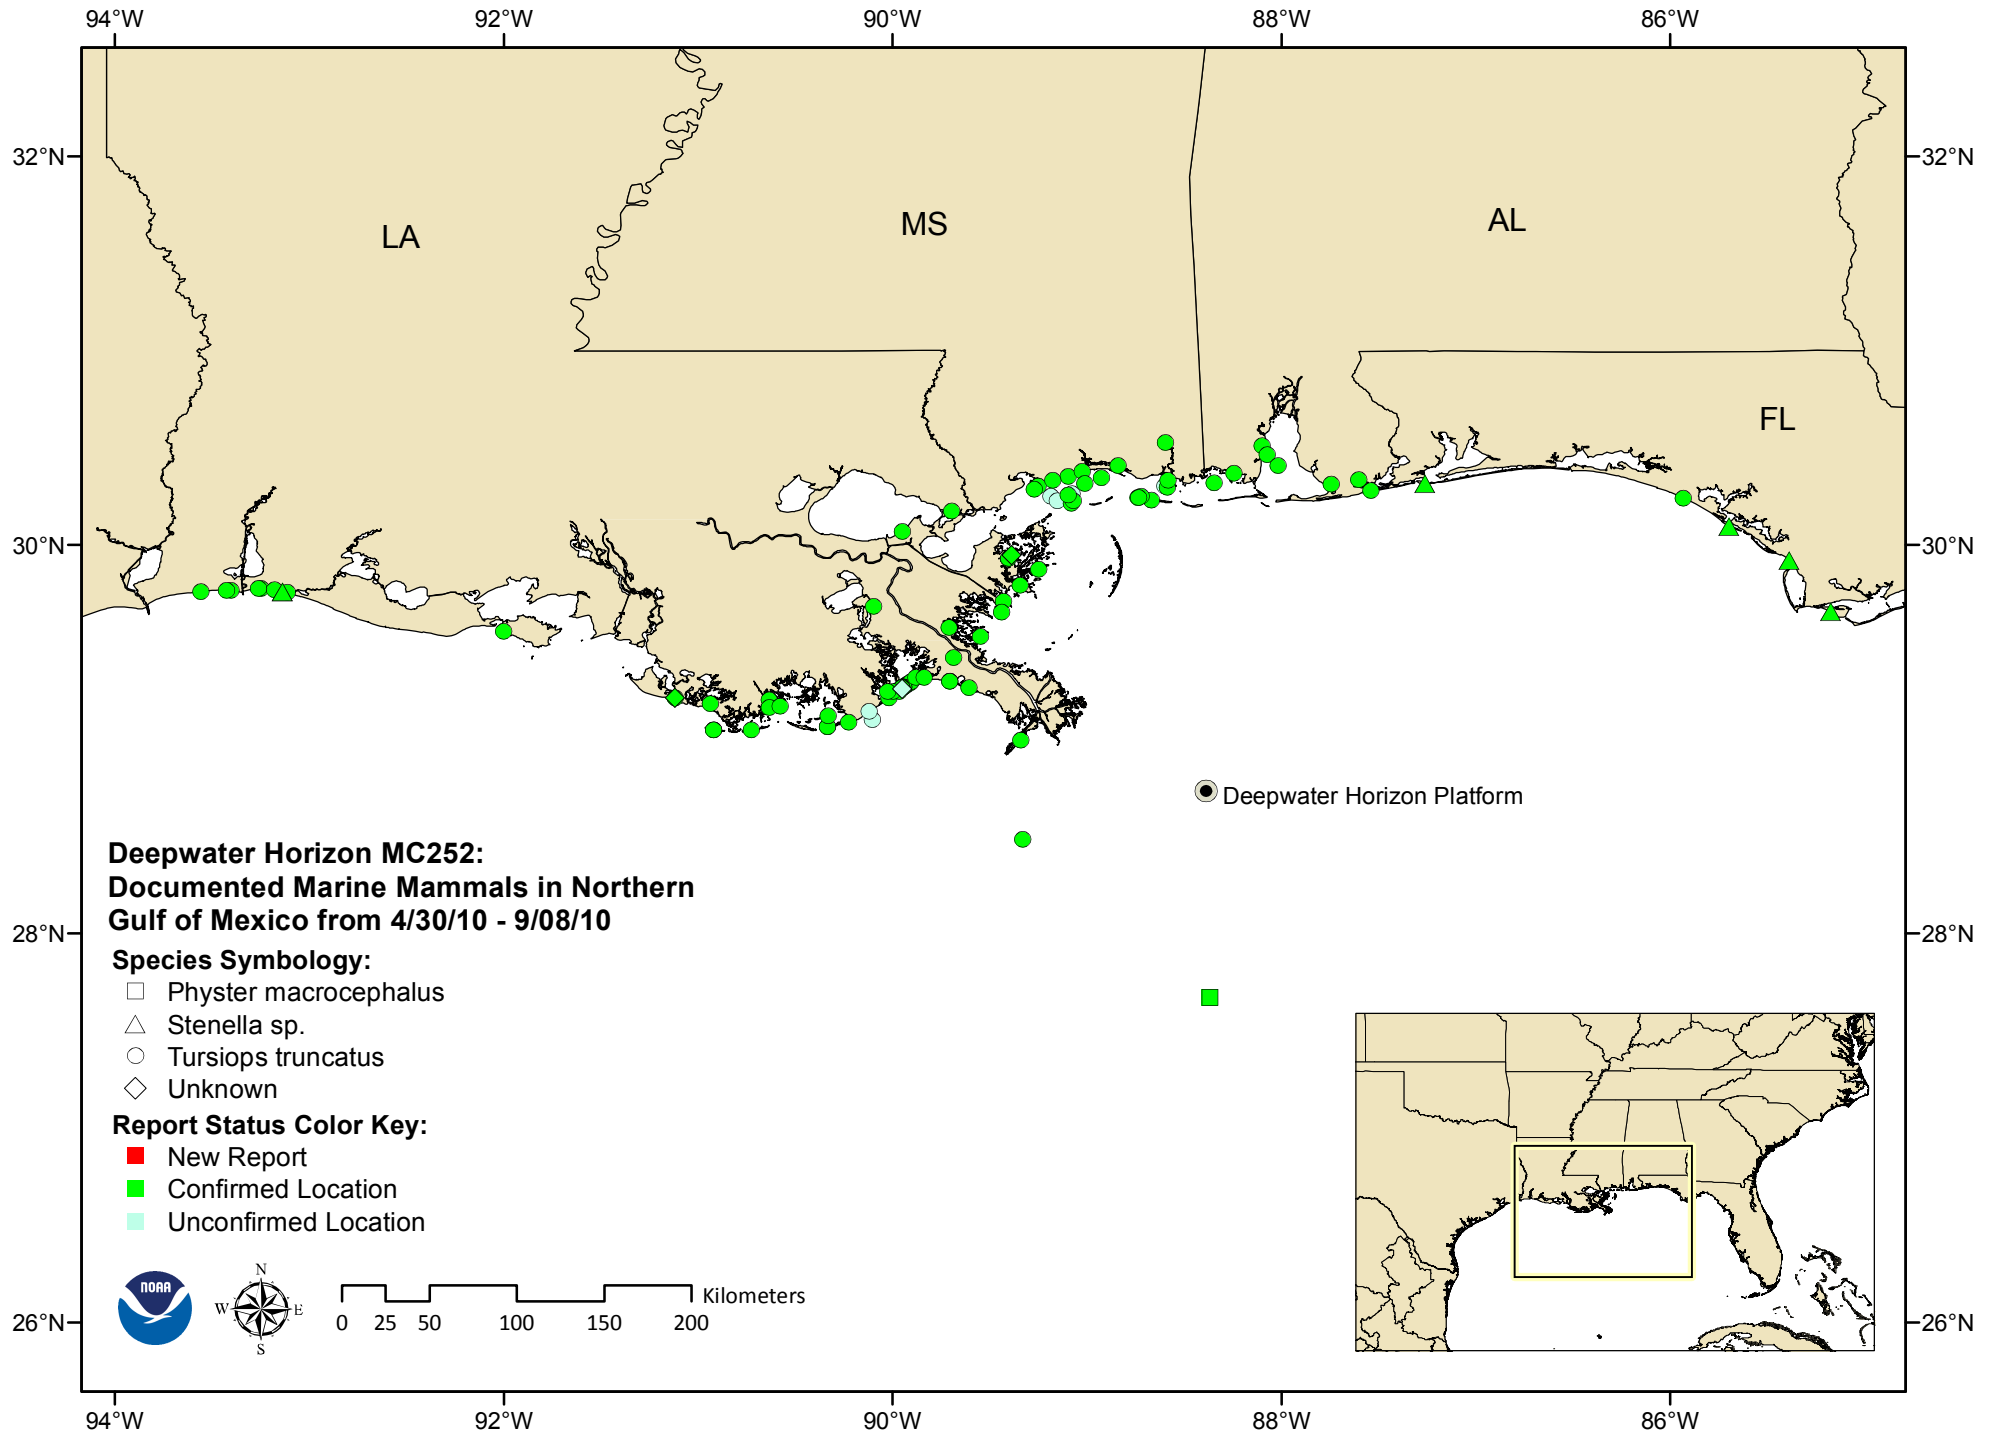 94°W 92°W 90°W 88°W 86°W
32°N 32°N
LA MS AL
FL
30°N 30°N
Deepwater Horizon Platform
Deepwater Horizon MC252:
Documented Marine Mammals in Northern
Gulf of Mexico from 4/30/10 - 9/08/10
28°N 28°N
Species Symbology:
Physter macrocephalus
Stenella sp.
Tursiops truncatus
Unknown
Report Status Color Key:
New Report
Confirmed Location
Unconfirmed Location
NOAA
N
W E
S
Kilometers
0 25 50 100 150 200
26°N 26°N
94°W 92°W 90°W 88°W 86°W